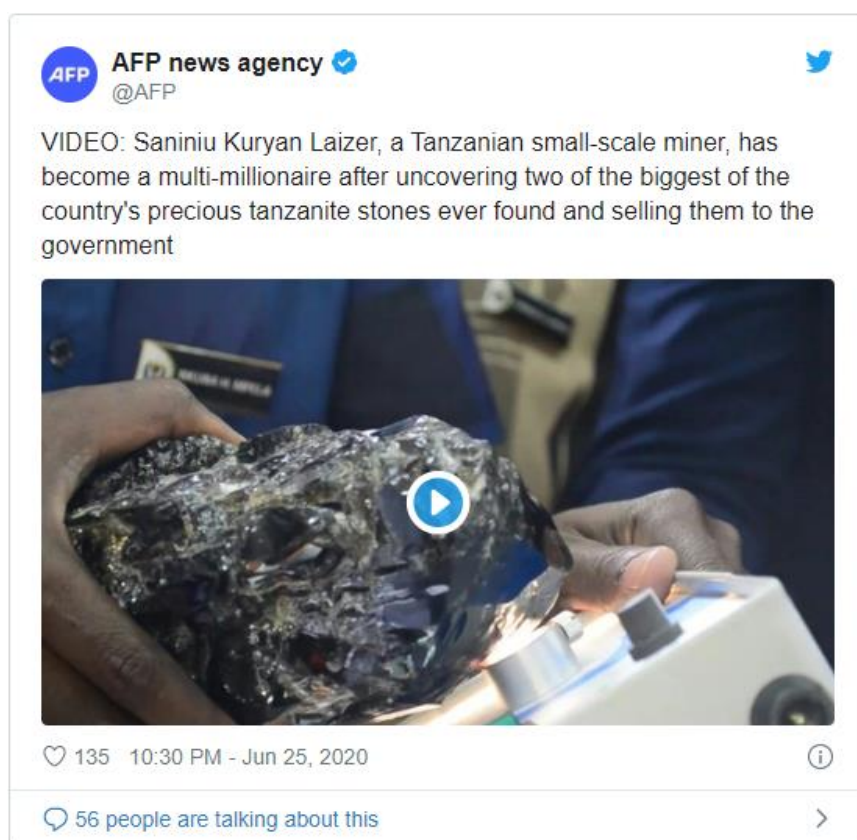 AFP
AFP news agency
@AFP
VIDEO: Saniniu Kuryan Laizer, a Tanzanian small-scale miner, has
become a multi-millionaire after uncovering two of the biggest of the
country's precious tanzanite stones ever found and selling them to the
government
135 10:30 PM - Jun 25, 2020
56 people are talking about this